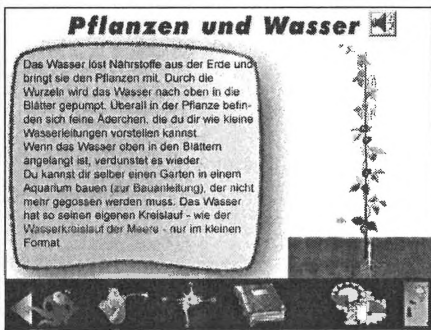 Pflanzen und Wasser
Das Wasser löst Nährstoffe aus der Erde und
bringt sie den Pflanzen mit. Durch die
Wurzeln wird das Wasser nach oben in die
Blätter gepumpt. Überall in der Pflanze befin-
den sich feine Äderchen, die du dir wie kleine
Wasserleitungen vorstellen kannst.
Wenn das Wasser oben in den Blättern
angelangt ist, verdunstet es wieder.
Du kannst dir selber einen Garten in einem
Aquarium bauen (zur Bauanleitung), der nicht
mehr gegossen werden muss. Das Wasser
hat so seinen eigenen Kreislauf - wie der
Wasserkreislauf der Meere - nur im kleinen
Format